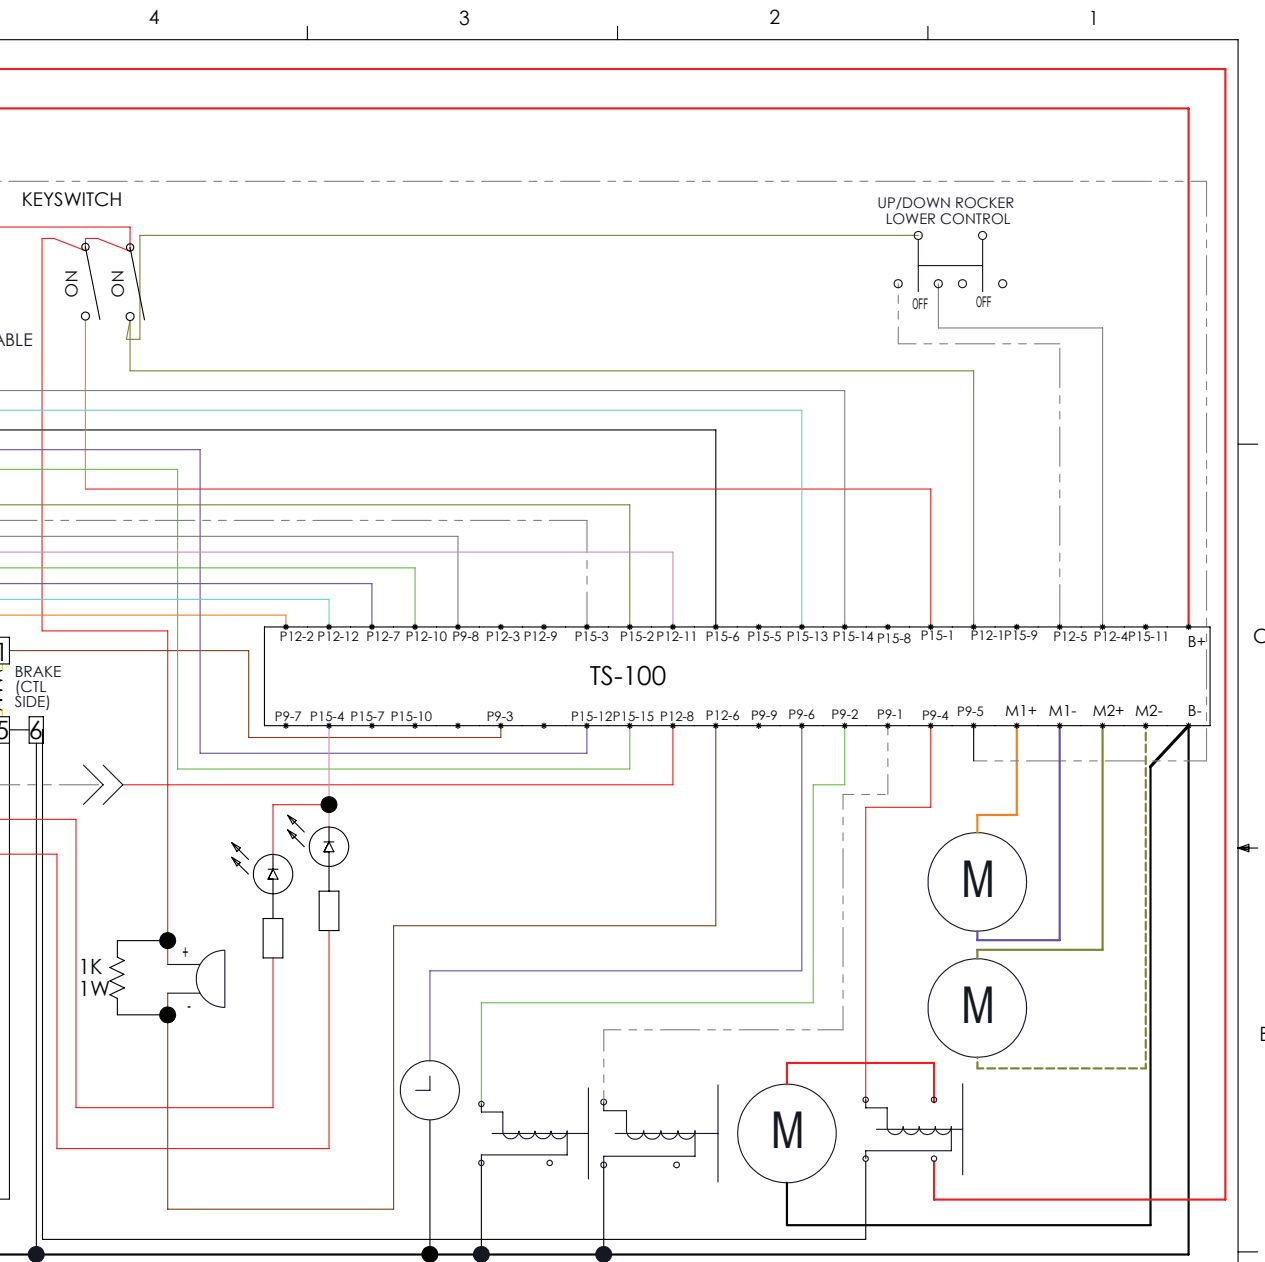 4 3 2 1
KEYSWITCH
UP/DOWN ROCKER
LOWER CONTROL
ON ON
OFF OFF
ABLE
P12-2 P12-12 P12-7 P12-10 P9-8 P12-3 P12-9 P15-3 P15-2 P12-11 P15-6 P15-5 P15-13 P15-14 P15-8 P15-1 P12-1 P15-9 P12-5 P12-4 P15-11 B+
C
1
BRAKE
(CTL
SIDE)
TS-100
5 6
P9-7 P15-4 P15-7 P15-10 P9-3 P15-12 P15-15 P12-8 P12-6 P9-9 P9-6 P9-2 P9-1 P9-4 P9-5 M1+ M1- M2+ M2- B-
M
+
1K
1W
-
M
M